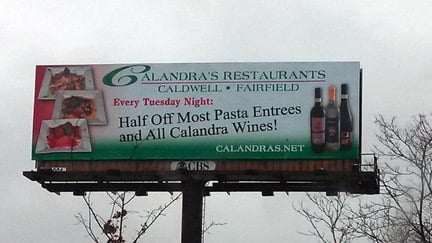 CALANDRA'S RESTAURANTS
CALDWELL • FAIRFIELD
Every Tuesday Night:
Half Off Most Pasta Entrees
and All Calandra Wines!
CALANDRAS.NET
CBS